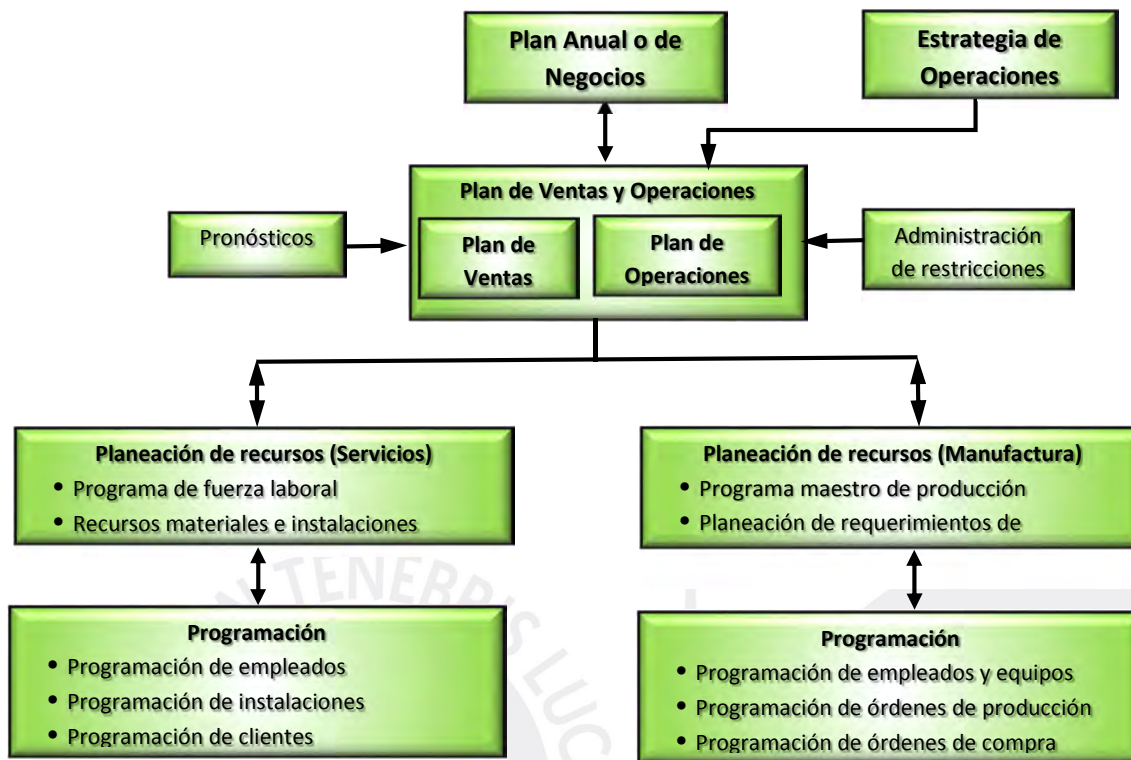 Plan Anual o de
Negocios
Estrategia de
Operaciones
Plan de Ventas y Operaciones
Pronósticos
Plan de
Ventas
Plan de
Operaciones
Administración
de restricciones
Planeación de recursos (Servicios)
• Programa de fuerza laboral
• Recursos materiales e instalaciones
Planeación de recursos (Manufactura)
• Programa maestro de producción
• Planeación de requerimientos de
TENEBRIS
Programación
• Programación de empleados
• Programación de instalaciones
• Programación de clientes
Programación
• Programación de empleados y equipos
• Programación de órdenes de producción
• Programación de órdenes de compra